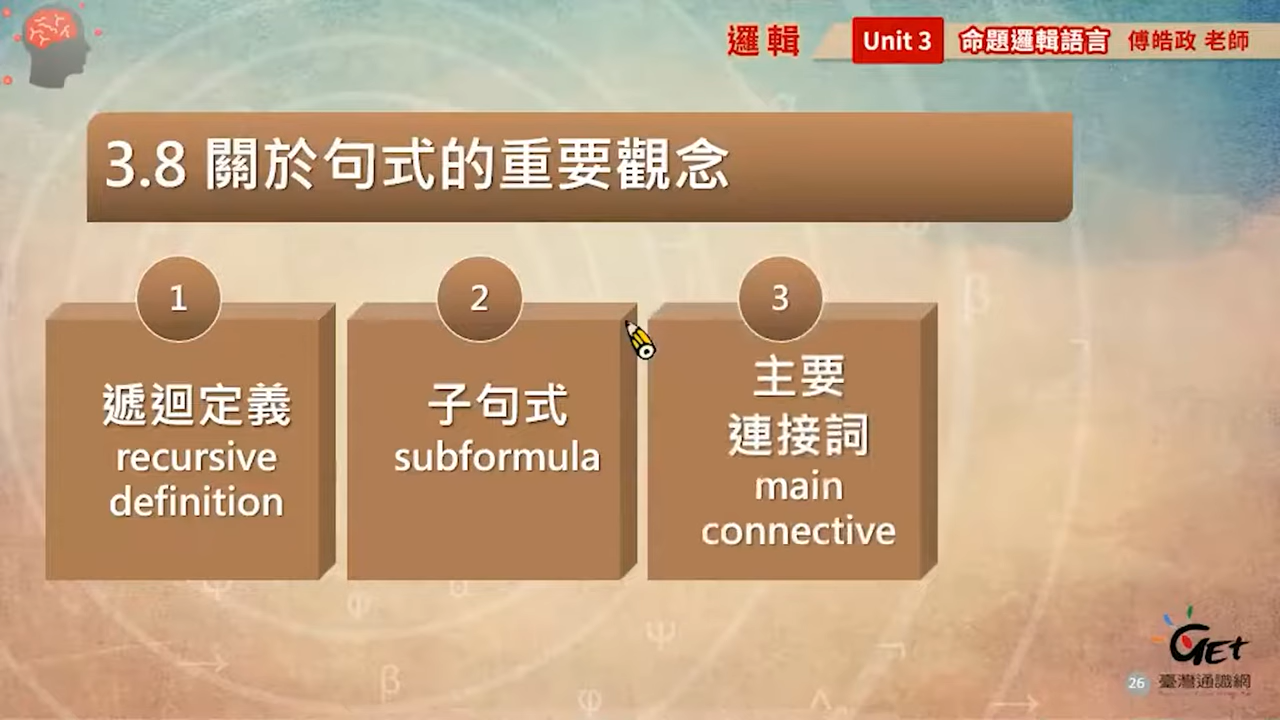 邏輯 Unit 3 命題邏輯語言 傅皓政 老師
3.8 關於句式的重要觀念
1
遞迴定義
recursive
definition
2
子句式
subformula
3
主要
連接詞
main
connective
GET
26 臺灣通識網